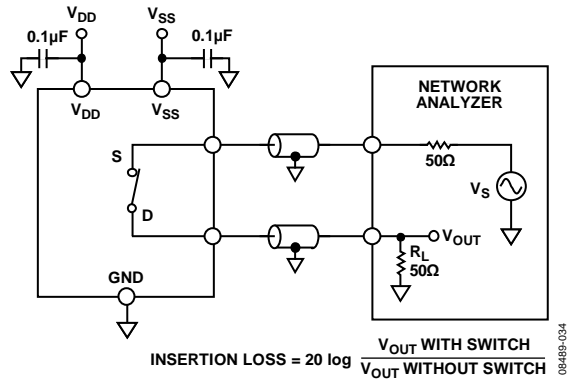 VDD
VSS
0.1µF
0.1µF
VDD
VSS
NETWORK
ANALYZER
S
50Ω
VS
D
VOUT
RL
50Ω
GND
INSERTION LOSS = 20 log VOUT WITH SWITCH
VOUT WITHOUT SWITCH
08489-034